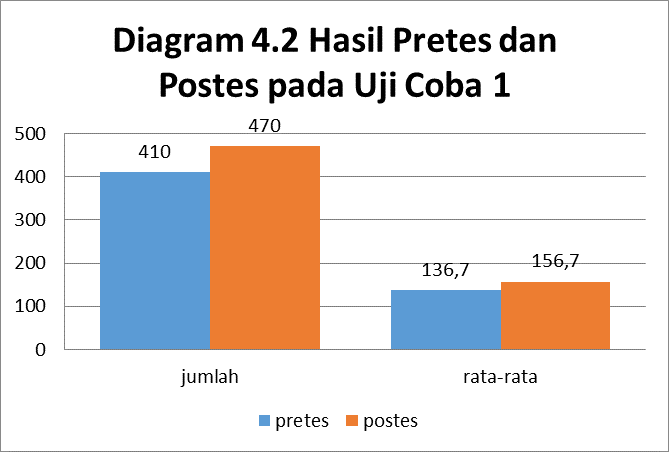 Diagram 4.2 Hasil Pretes dan
Postes pada Uji Coba 1
500
400
300
200
100
0
410
470
136,7
156,7
jumlah
rata-rata
pretes
postes